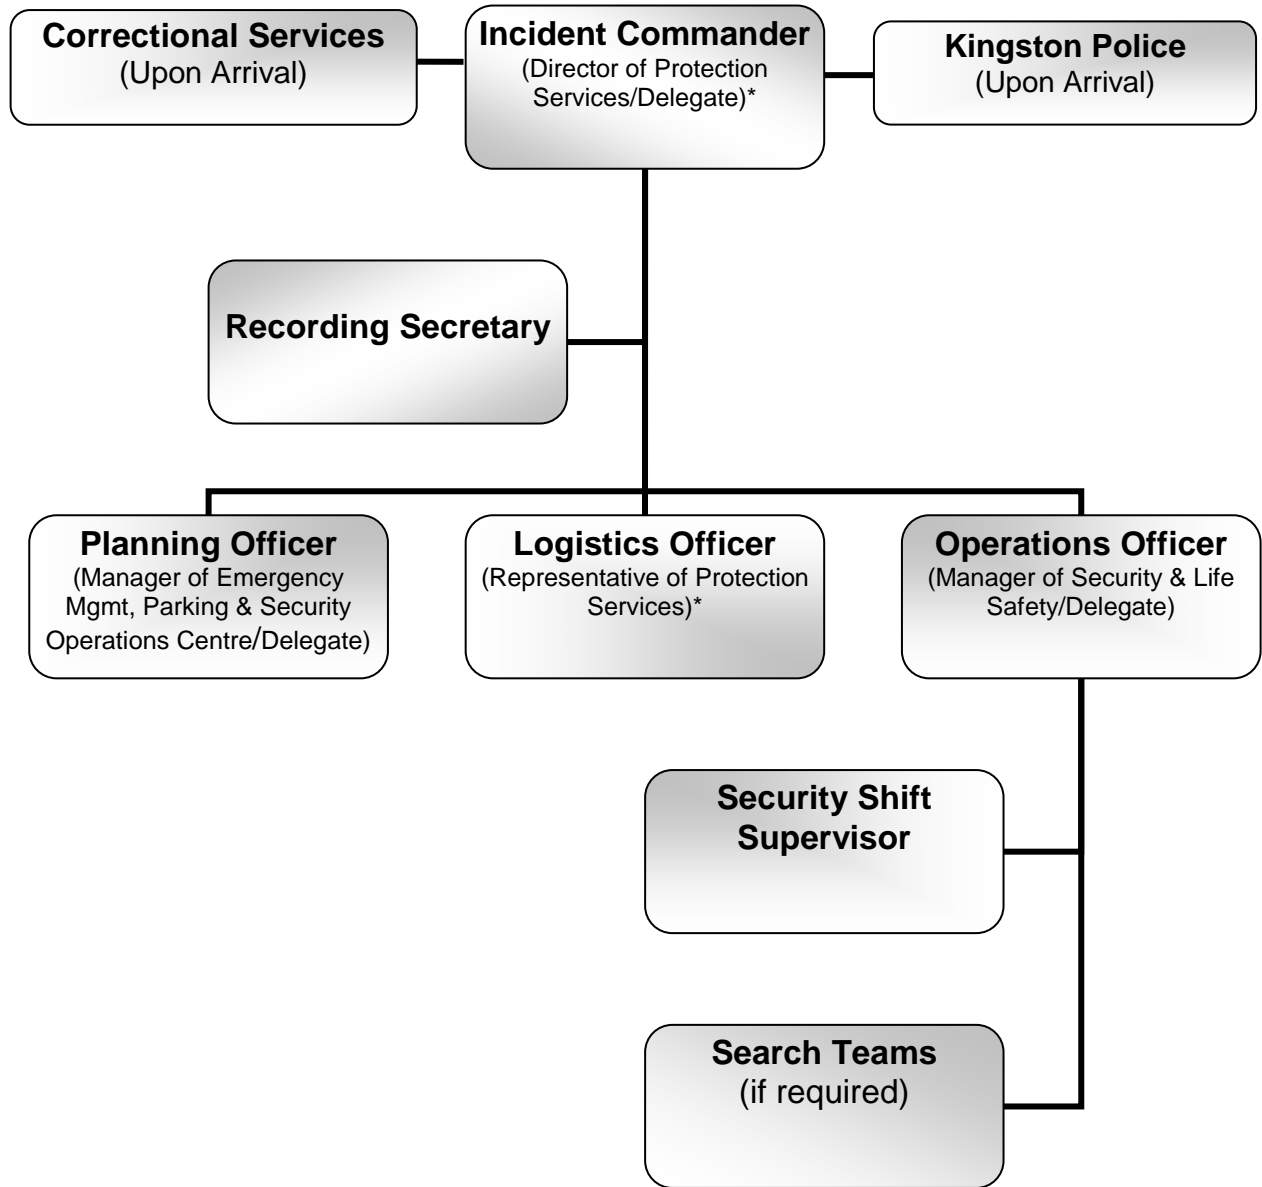 Correctional Services
(Upon Arrival)
Incident Commander
(Director of Protection
Services/Delegate)*
Kingston Police
(Upon Arrival)
Recording Secretary
Planning Officer
(Manager of Emergency
Mgmt, Parking & Security
Operations Centre/Delegate)
Logistics Officer
(Representative of Protection
Services)*
Operations Officer
(Manager of Security & Life
Safety/Delegate)
Security Shift
Supervisor
Search Teams
(if required)